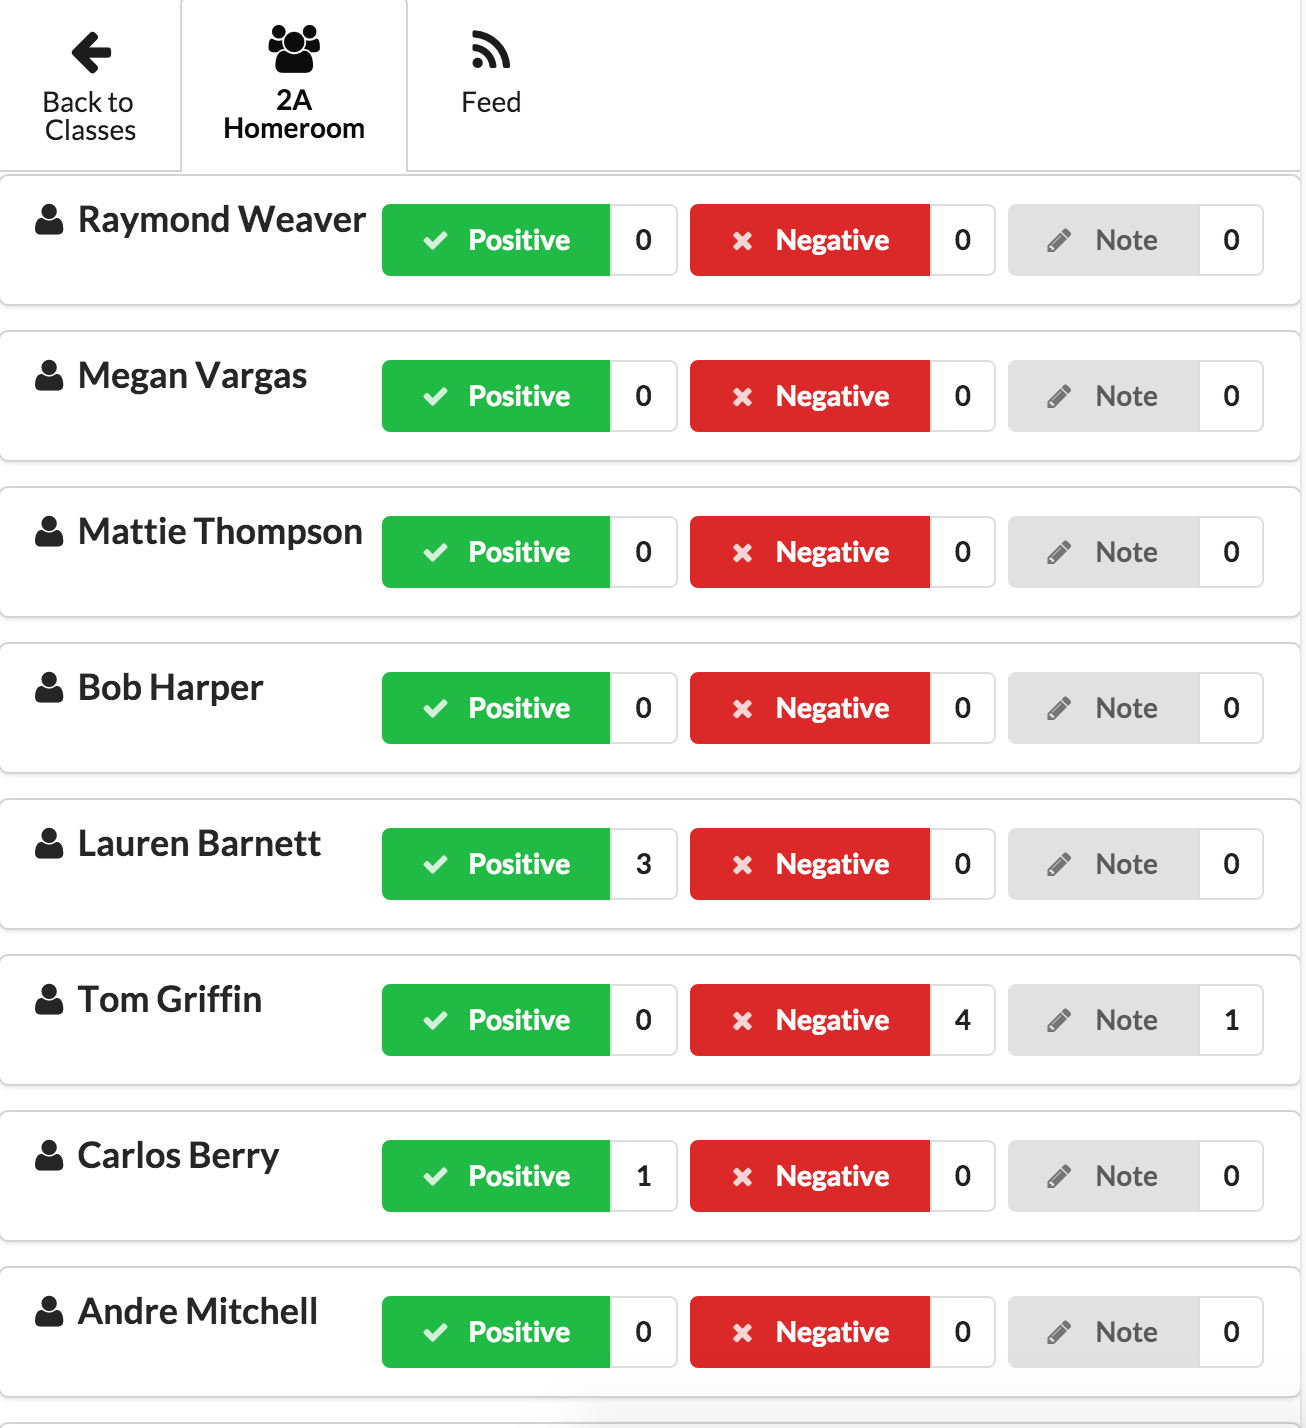 Back to
Classes
2A
Homeroom
Feed
Raymond Weaver Positive 0 Negative 0 Note 0
Megan Vargas Positive 0 Negative 0 Note 0
Mattie Thompson Positive 0 Negative 0 Note 0
Bob Harper Positive 0 Negative 0 Note 0
Lauren Barnett Positive 3 Negative 0 Note 0
Tom Griffin Positive 0 Negative 4 Note 1
Carlos Berry Positive 1 Negative 0 Note 0
Andre Mitchell Positive 0 Negative 0 Note 0